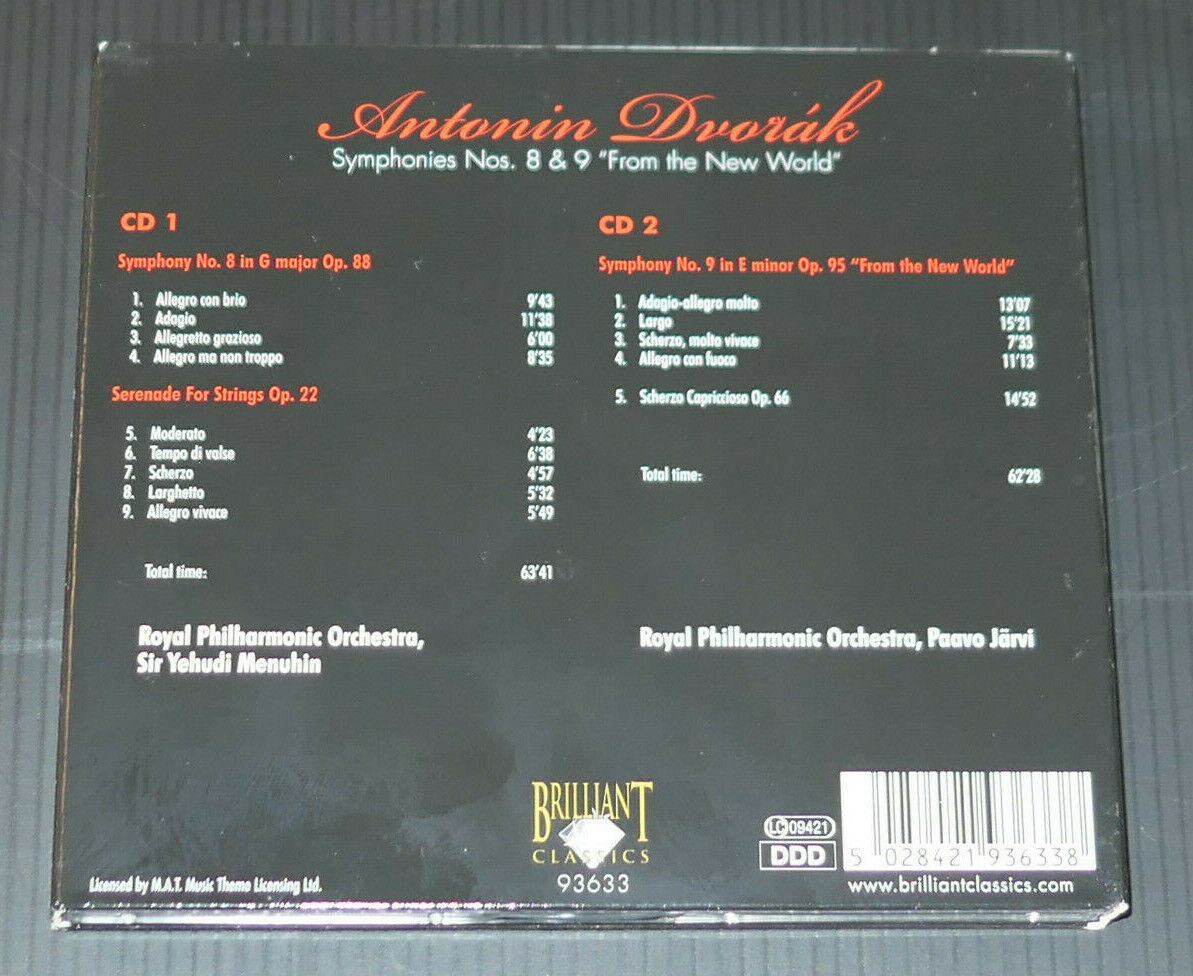 Antonin Dvořák
Symphonies Nos. 8 & 9 "From the New World"
CD 1
Symphony No. 8 in G major Op. 88
1. Allegro con brio 9'43
2. Adagio 11'38
3. Allegretto grazioso 6'00
4. Allegro ma non troppo 8'35
Serenade For Strings Op. 22
5. Moderato 4'23
6. Tempo di valse 6'38
7. Scherzo 4'57
8. Larghetto 5'32
9. Allegro vivace 5'49
Total time: 63'41
Royal Philharmonic Orchestra,
Sir Yehudi Menuhin
CD 2
Symphony No. 9 in E minor Op. 95 "From the New World"
1. Adagio-allegro molto 13'07
2. Largo 15'21
3. Scherzo, molto vivace 7'33
4. Allegro con fuoco 11'13
5. Scherzo Capriccioso Op. 66 14'52
Total time: 62'28
Royal Philharmonic Orchestra, Paavo Järvi
Licensed by M.A.T. Music Theme Licensing Ltd.
BRILLIANT
CLASSICS
93633
LC 09421
DDD
5 028421 936338
www.brilliantclassics.com